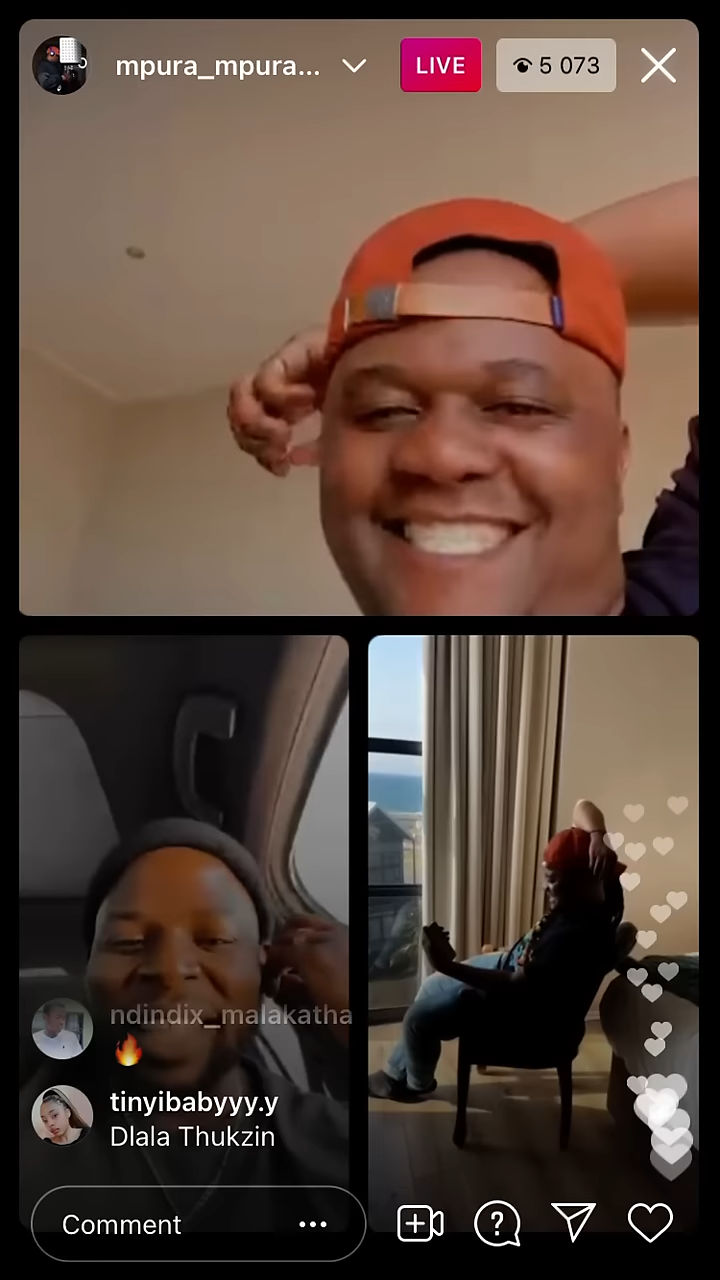 mpura_mpura...
LIVE
5 073
ndindix_malakatha
🔥
tinyibabyyy.y
Dlala Thukzin
Comment